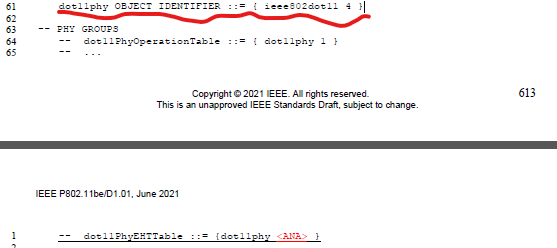 61 dot11phy OBJECT IDENTIFIER ::= { ieee802dot11 4 }
62
63 -- PHY GROUPS
64 -- dot11PhyOperationTable ::= { dot11phy 1 }
65 -- ...
Copyright © 2021 IEEE. All rights reserved. 613
This is an unapproved IEEE Standards Draft, subject to change.
IEEE P802.11be/D1.01, June 2021
1 -- dot11PhyEHTTable ::= {dot11phy <ANA> }